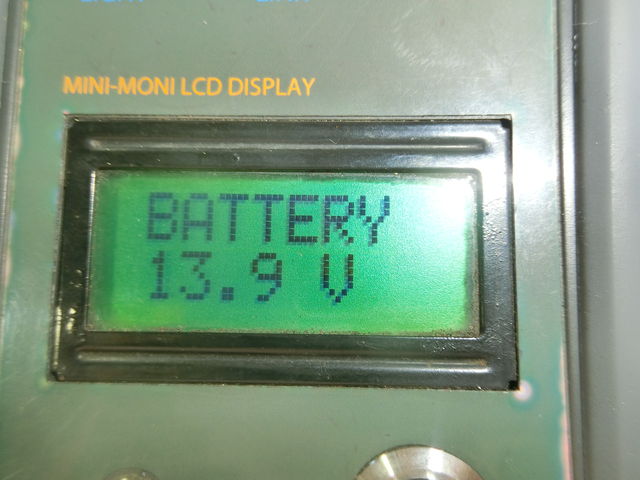 MINI-MONI LCD DISPLAY
BATTERY
13.9 V